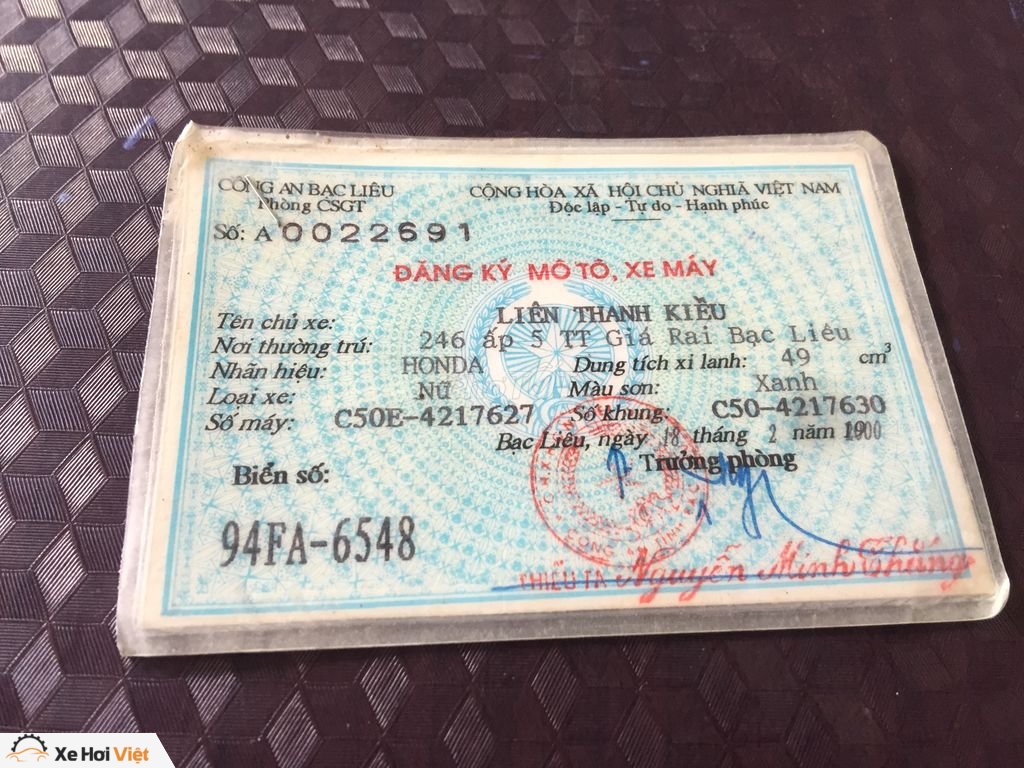 CÔNG AN BẠC LIÊU
Phòng CSGT
CỘNG HÒA XÃ HỘI CHỦ NGHĨA VIỆT NAM
Độc lập - Tự do - Hạnh phúc
Số: A0022691
ĐĂNG KÝ MÔ TÔ, XE MÁY
Tên chủ xe: LIÊN THANH KIỀU
Nơi thường trú: 246 ấp 5 TT Giá Rai Bạc Liêu
Nhãn hiệu: HONDA Dung tích xi lanh: 49 cm³
Loại xe: Nữ Màu sơn: Xanh
Số máy: C50E-4217627 Số khung: C50-4217630
Bạc Liêu, ngày 18 tháng 2 năm
Trưởng phòng
Biển số:
94FA-6548
THIẾU TÁ Nguyễn Minh Thắng
Xe Hơi Việt